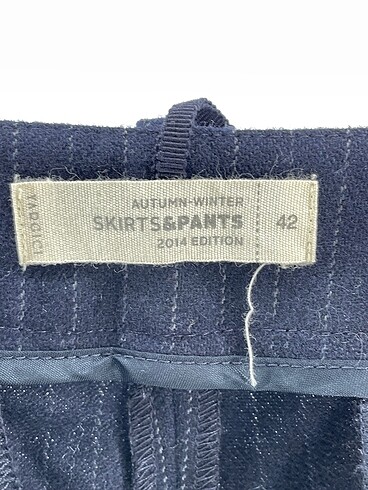 YARGICI
AUTUMN-WINTER
SKIRTS&PANTS
2014 EDITION
42